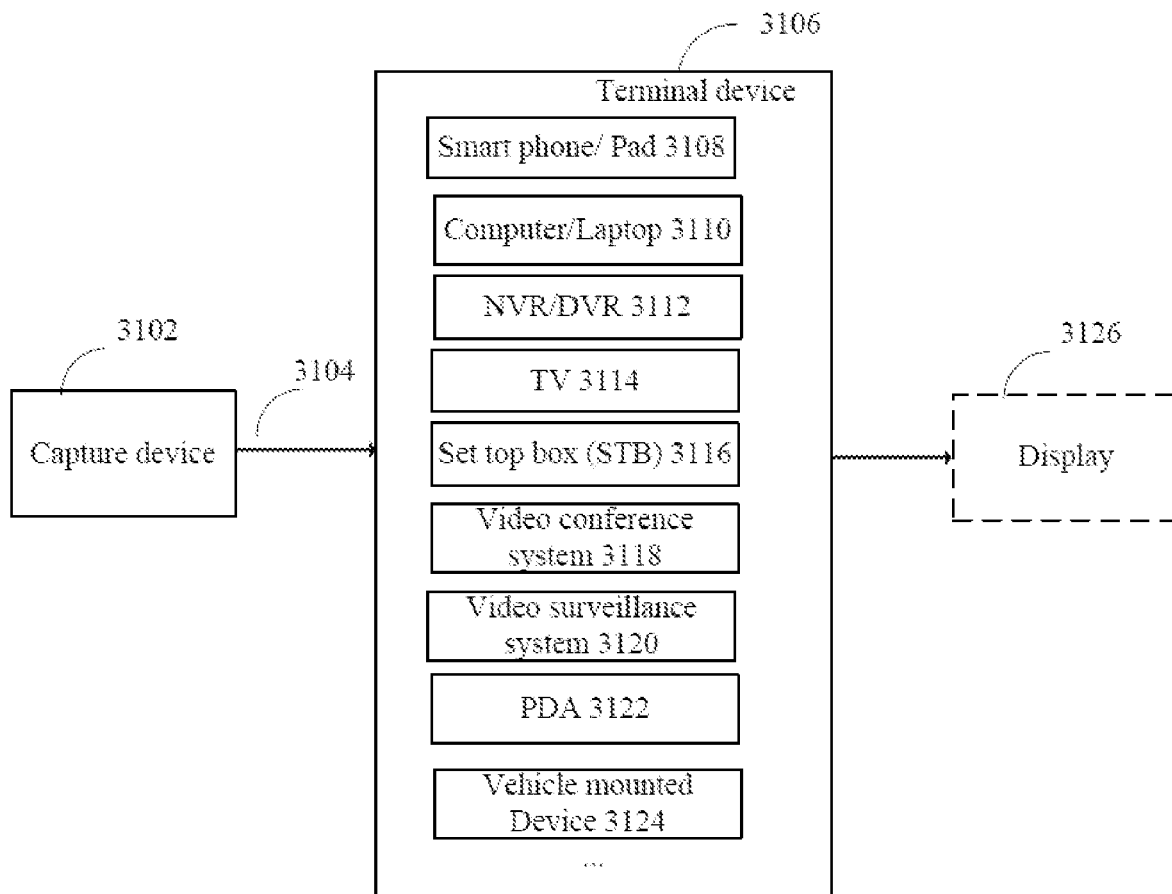 3106
Terminal device
Smart phone/ Pad 3108
Computer/Laptop 3110
NVR/DVR 3112
3102
3104
3126
TV 3114
Capture device
Set top box (STB) 3116
Display
Video conference
system 3118
Video surveillance
system 3120
PDA 3122
Vehicle mounted
Device 3124
...